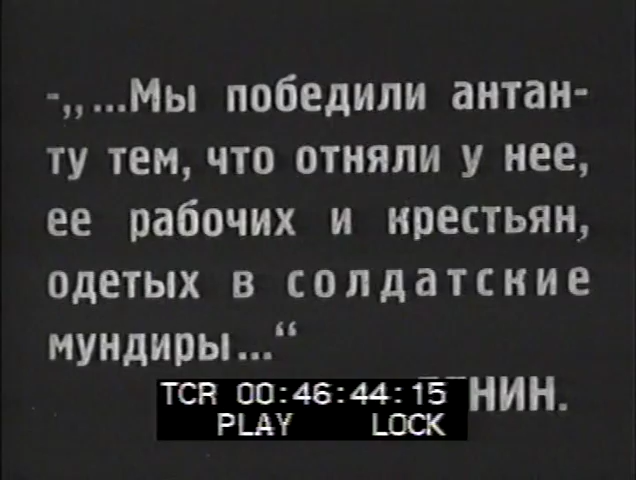 -„...Мы победили антан-
ту тем, что отняли у нее,
ее рабочих и крестьян,
одетых в солдатские
мундиры..."
TCR 00:46:44:15
PLAY LOCK